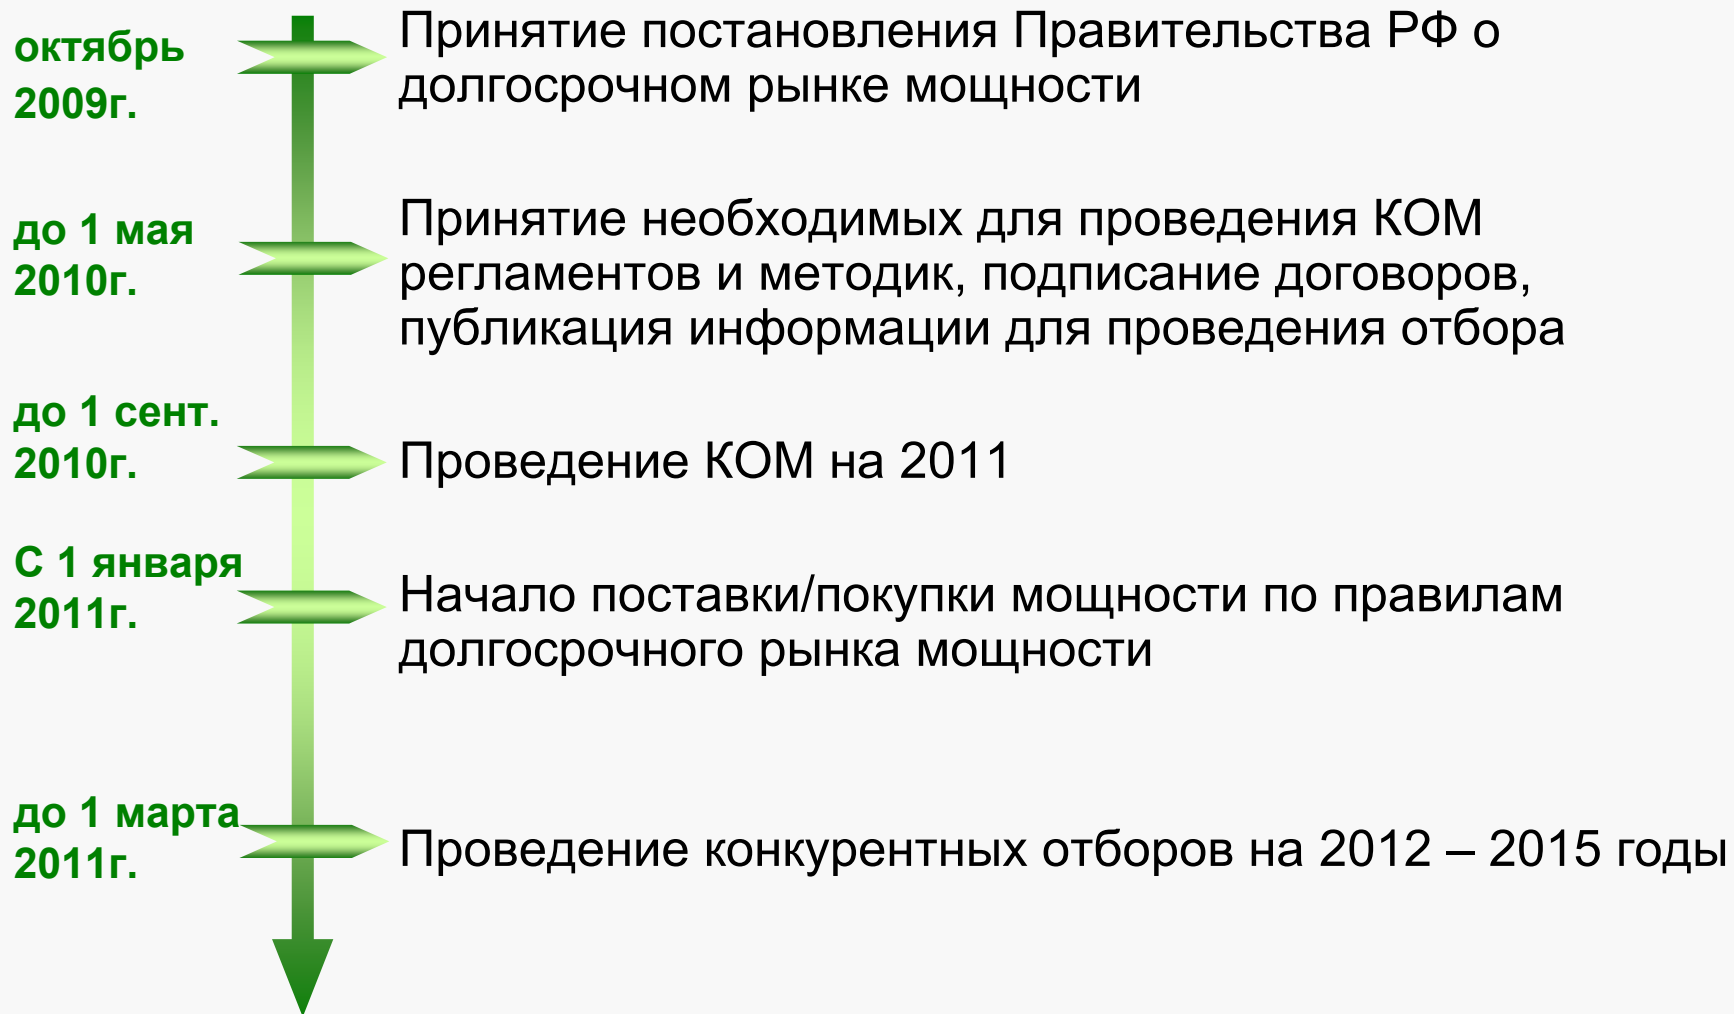 октябрь
2009г.
Принятие постановления Правительства РФ о
долгосрочном рынке мощности
до 1 мая
2010г.
Принятие необходимых для проведения КОМ
регламентов и методик, подписание договоров,
публикация информации для проведения отбора
до 1 сент.
2010г.
Проведение КОМ на 2011
С 1 января
2011г.
Начало поставки/покупки мощности по правилам
долгосрочного рынка мощности
до 1 марта
2011г.
Проведение конкурентных отборов на 2012 – 2015 годы